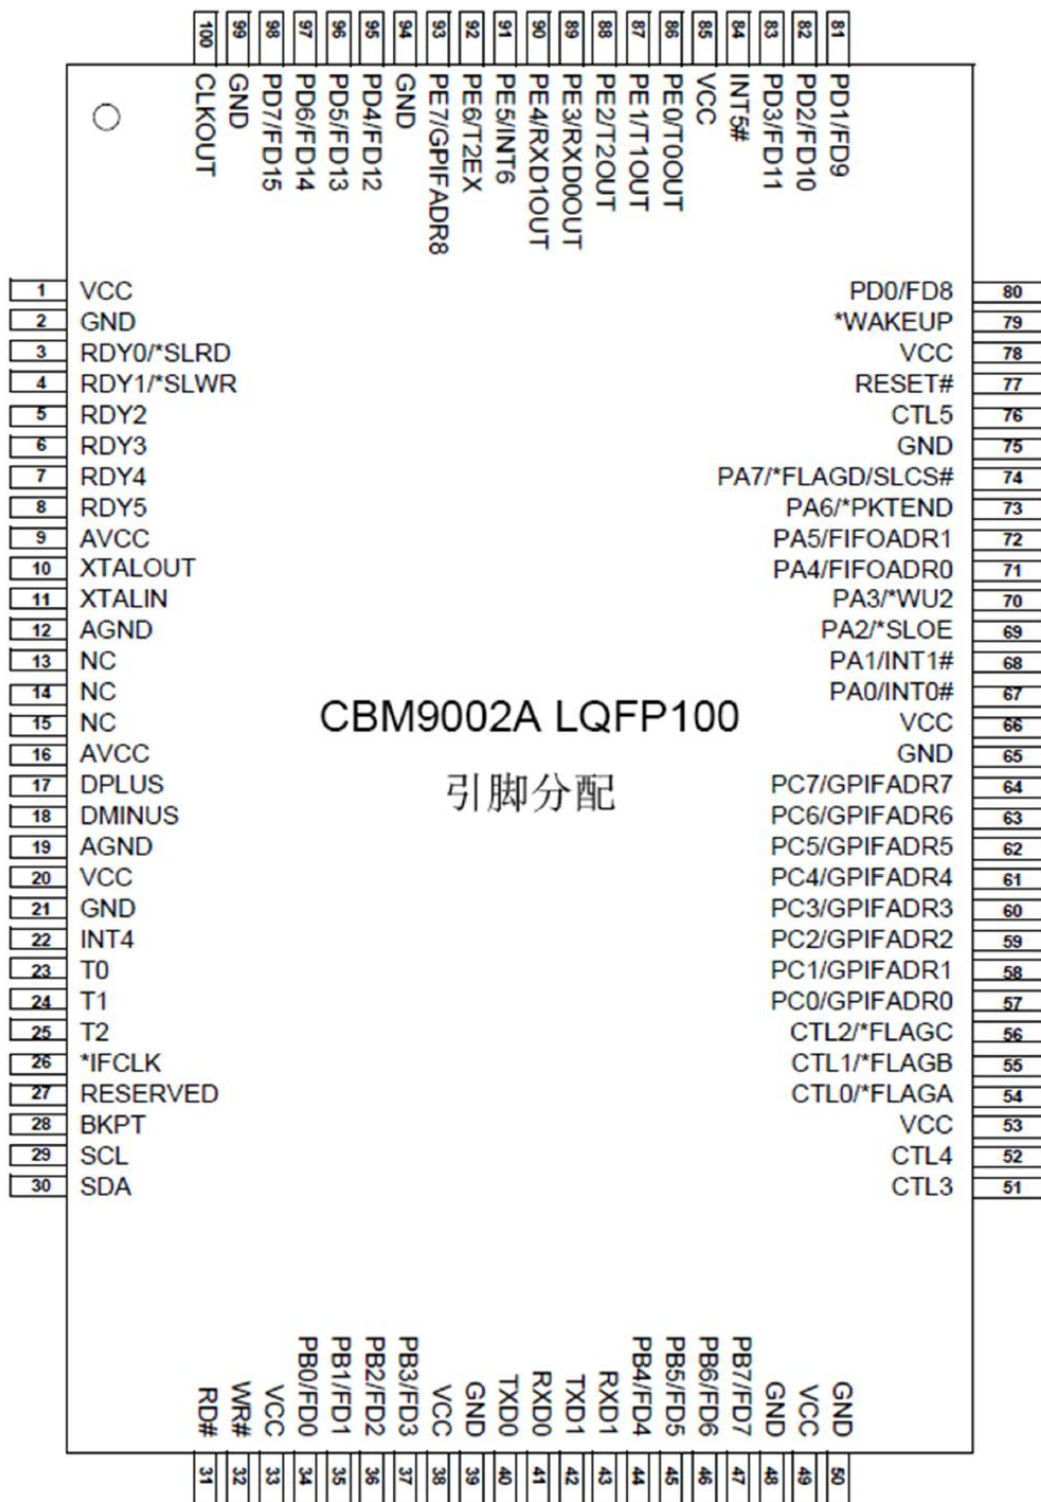 100
99
98
97
96
95
94
93
92
91
90
89
88
87
86
85
84
83
82
81
CLKOUT
GND
PD7/FD15
PD6/FD14
PD5/FD13
PD4/FD12
GND
PE7/GPIFADR8
PE6/T2EX
PE5/INT6
PE4/RXD1OUT
PE3/RXD0OUT
PE2/T2OUT
PE1/T1OUT
PE0/T0OUT
VCC
INT5#
PD3/FD11
PD2/FD10
PD1/FD9
1 VCC
2 GND
3 RDY0/*SLRD
4 RDY1/*SLWR
5 RDY2
6 RDY3
7 RDY4
8 RDY5
9 AVCC
10 XTALOUT
11 XTALIN
12 AGND
13 NC
14 NC
15 NC
16 AVCC
17 DPLUS
18 DMINUS
19 AGND
20 VCC
21 GND
22 INT4
23 T0
24 T1
25 T2
26 *IFCLK
27 RESERVED
28 BKPT
29 SCL
30 SDA
CBM9002A LQFP100
引脚分配
PD0/FD8 80
*WAKEUP 79
VCC 78
RESET# 77
CTL5 76
GND 75
PA7/*FLAGD/SLCS# 74
PA6/*PKTEND 73
PA5/FIFOADR1 72
PA4/FIFOADR0 71
PA3/*WU2 70
PA2/*SLOE 69
PA1/INT1# 68
PA0/INT0# 67
VCC 66
GND 65
PC7/GPIFADR7 64
PC6/GPIFADR6 63
PC5/GPIFADR5 62
PC4/GPIFADR4 61
PC3/GPIFADR3 60
PC2/GPIFADR2 59
PC1/GPIFADR1 58
PC0/GPIFADR0 57
CTL2/*FLAGC 56
CTL1/*FLAGB 55
CTL0/*FLAGA 54
VCC 53
CTL4 52
CTL3 51
RD#
WR#
VCC
PB0/FD0
PB1/FD1
PB2/FD2
PB3/FD3
VCC
GND
TXD0
RXD0
TXD1
RXD1
PB4/FD4
PB5/FD5
PB6/FD6
PB7/FD7
GND
VCC
GND
31
32
33
34
35
36
37
38
39
40
41
42
43
44
45
46
47
48
49
50